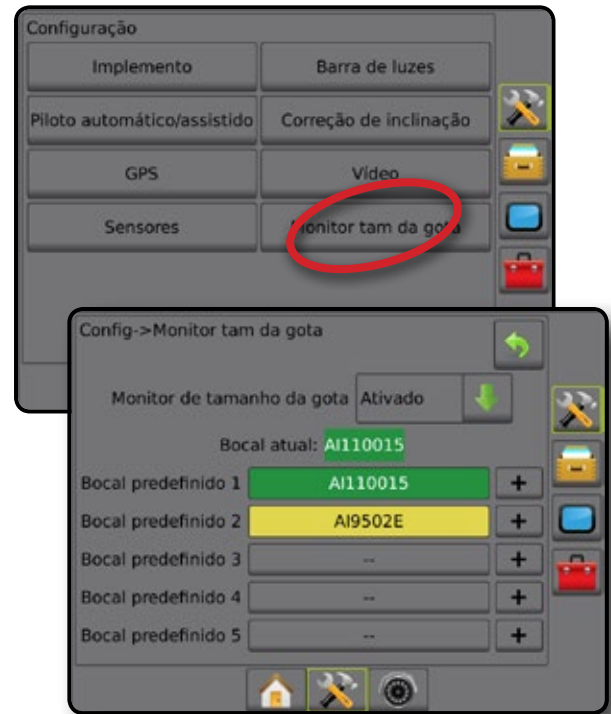 Configuração
Implemento Barra de luzes
Piloto automático/assistido Correção de inclinação
GPS Vídeo
Sensores Monitor tam da gota
Config->Monitor tam da gota
Monitor de tamanho da gota Ativado
Bocal atual: AI110015
Bocal predefinido 1 AI110015 +
Bocal predefinido 2 AI9502E +
Bocal predefinido 3 -- +
Bocal predefinido 4 -- +
Bocal predefinido 5 -- +